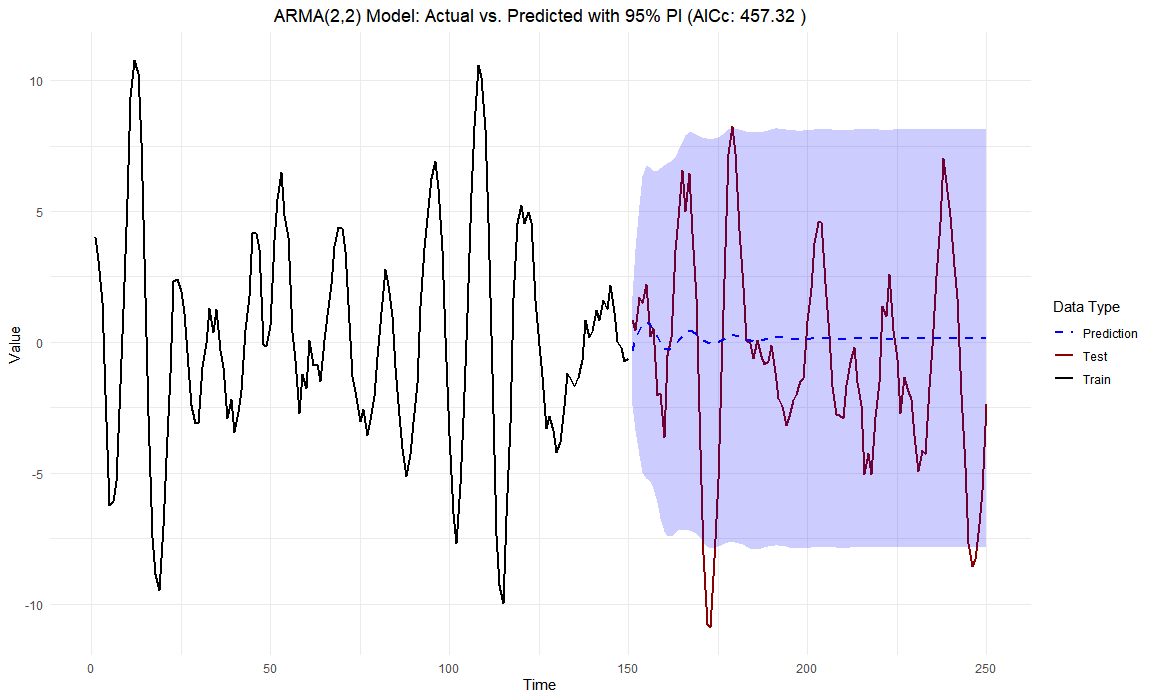 ARMA(2,2) Model: Actual vs. Predicted with 95% PI (AICc: 457.32 )
10
5
0
-5
-10
Value
0
50
100
150
200
250
Time
Data Type
Prediction
Test
Train